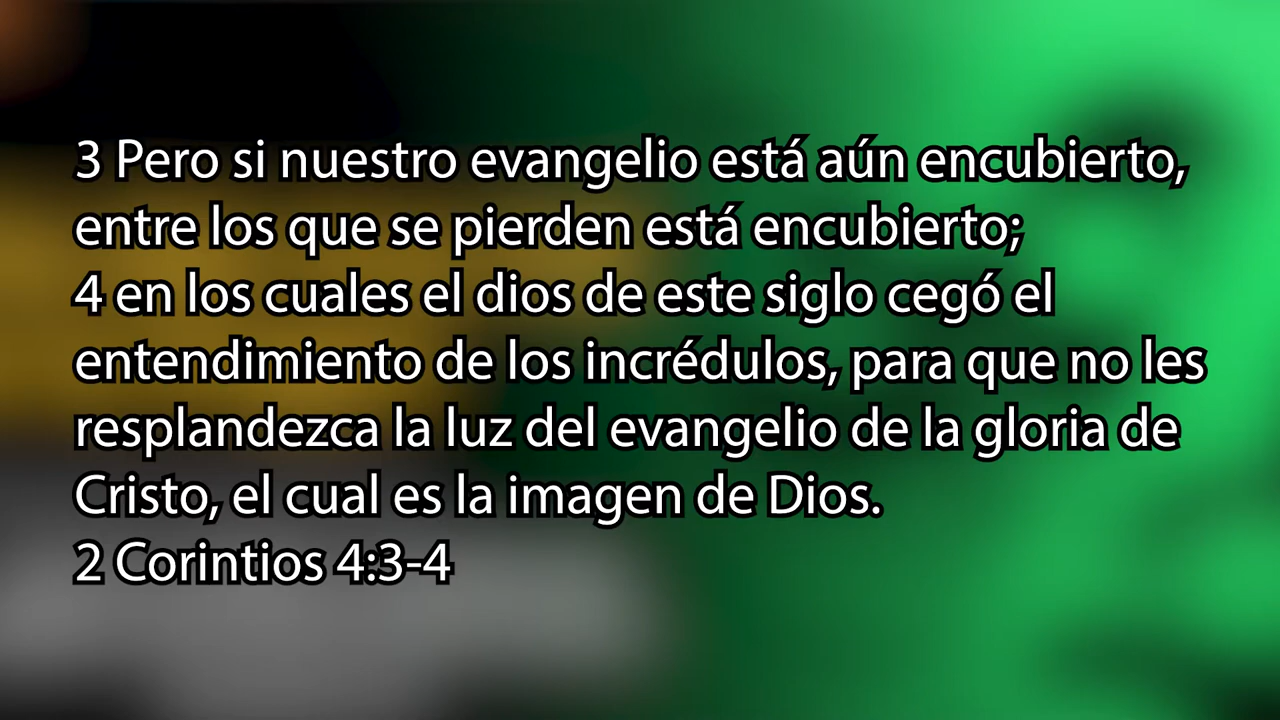 3 Pero si nuestro evangelio está aún encubierto,
entre los que se pierden está encubierto;
4 en los cuales el dios de este siglo cegó el
entendimiento de los incrédulos, para que no les
resplandezca la luz del evangelio de la gloria de
Cristo, el cual es la imagen de Dios.
2 Corintios 4:3-4